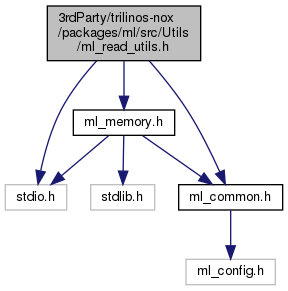 3rdParty/trilinos-nox
/packages/ml/src/Utils
/ml_read_utils.h
ml_memory.h
stdio.h
stdlib.h
ml_common.h
ml_config.h